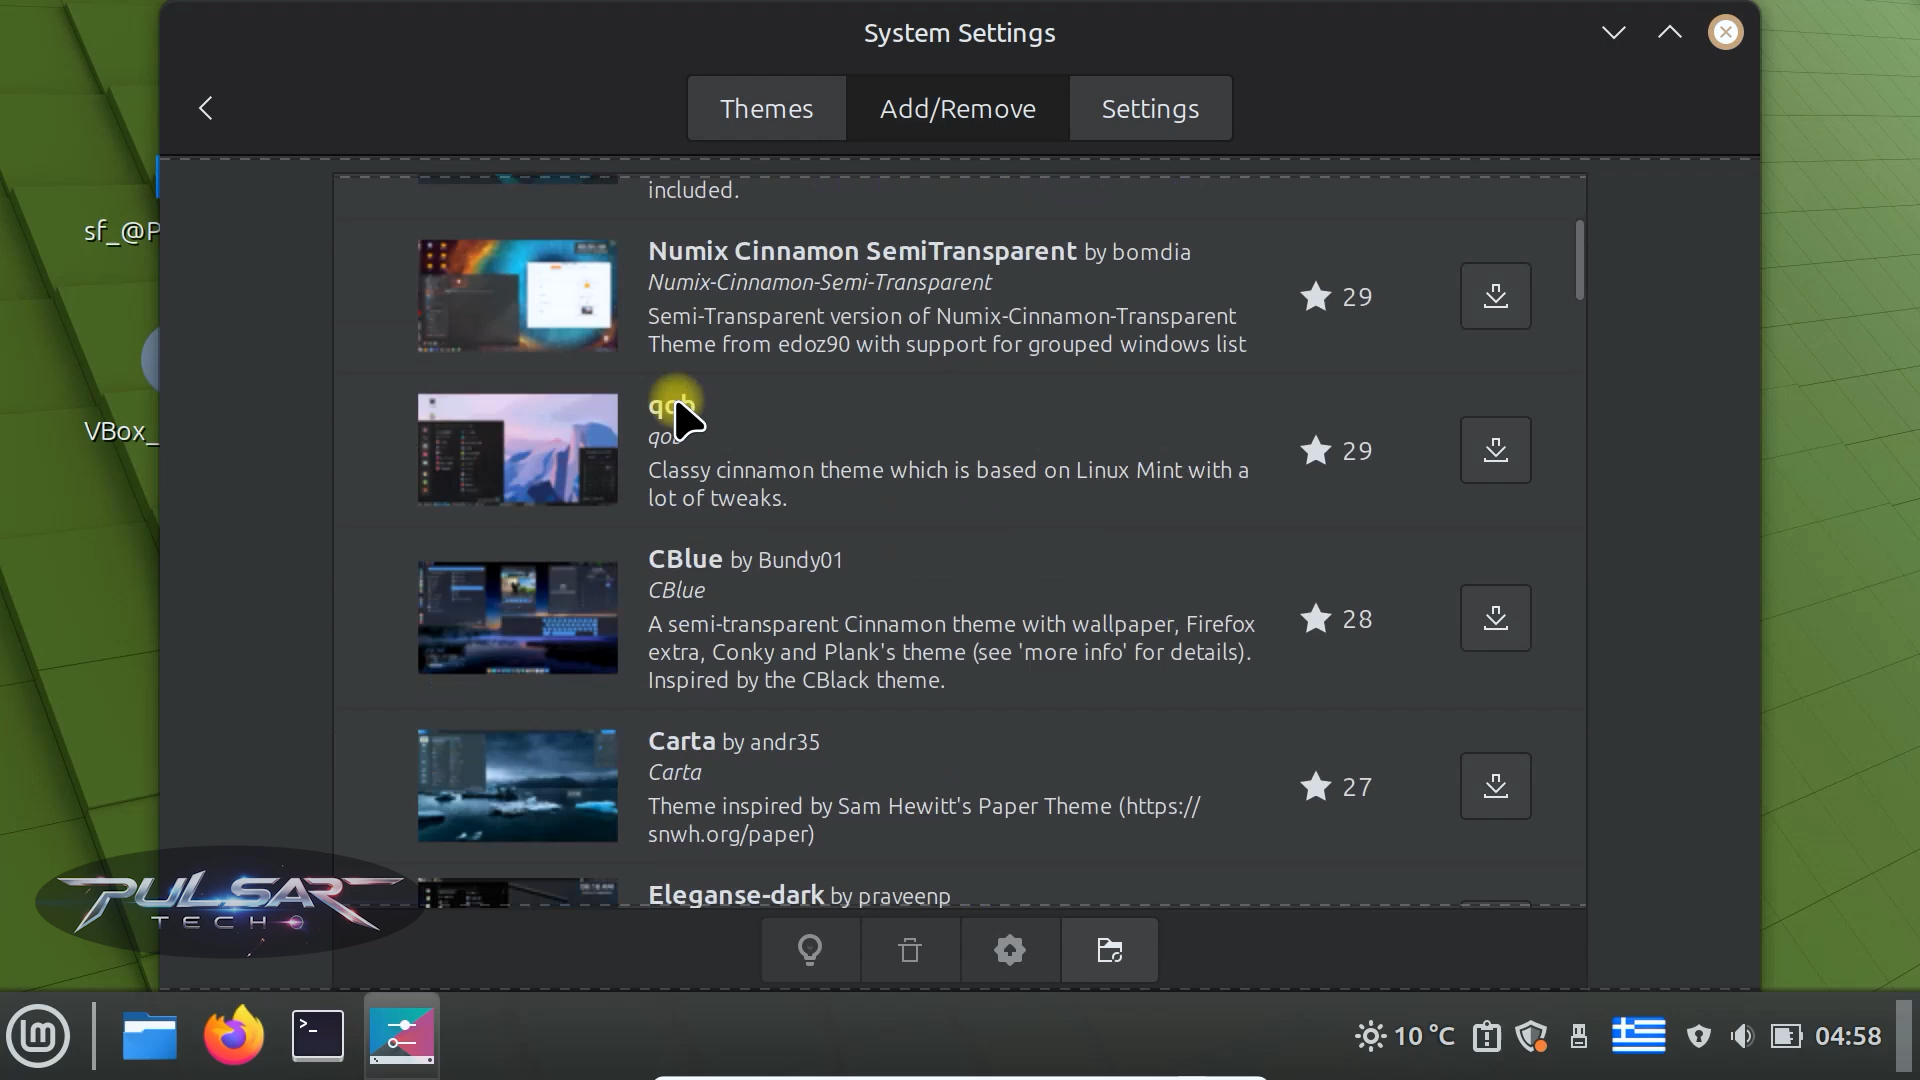 System Settings
Themes
Add/Remove
Settings
sf_@P
VBox_
included.
Numix Cinnamon SemiTransparent by bomdia
Numix-Cinnamon-Semi-Transparent
Semi-Transparent version of Numix-Cinnamon-Transparent
Theme from edoz90 with support for grouped windows list
29
qob
qob
Classy cinnamon theme which is based on Linux Mint with a
lot of tweaks.
29
CBlue by Bundy01
CBlue
A semi-transparent Cinnamon theme with wallpaper, Firefox
extra, Conky and Plank's theme (see 'more info' for details).
Inspired by the CBlack theme.
28
Carta by andr35
Carta
Theme inspired by Sam Hewitt's Paper Theme (https://
snwh.org/paper)
27
Eleganse-dark by praveenp
PULSAR
TECH
10 °C
04:58